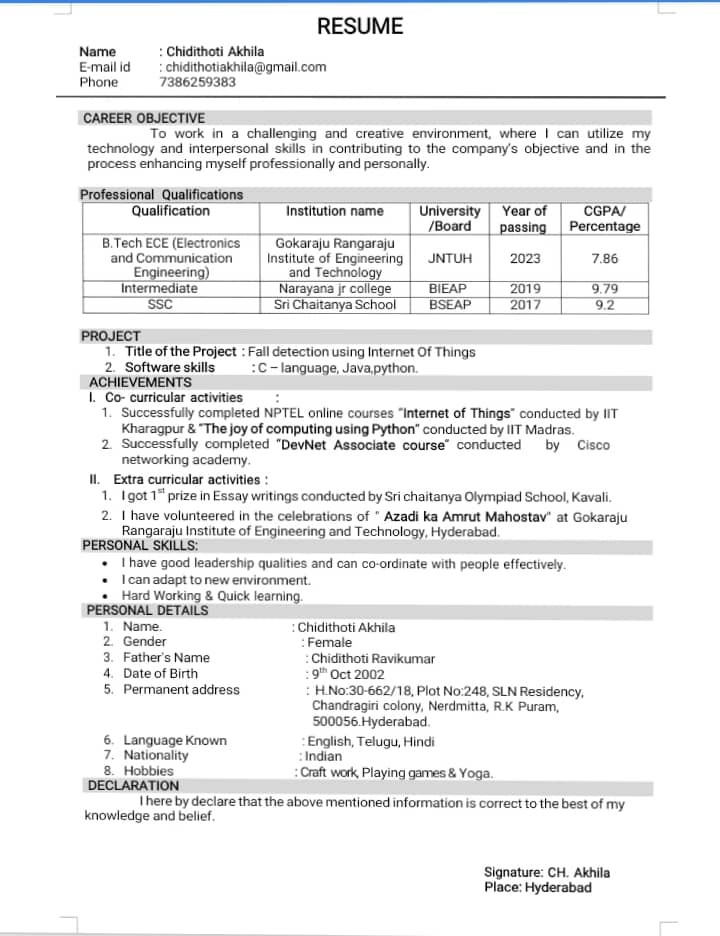 RESUME
Name : Chidithoti Akhila
E-mail id : chidithotiakhila@gmail.com
Phone 7386259383
CAREER OBJECTIVE
To work in a challenging and creative environment, where I can utilize my
technology and interpersonal skills in contributing to the company's objective and in the
process enhancing myself professionally and personally.
Professional Qualifications
Qualification Institution name University /Board Year of passing CGPA/ Percentage
B.Tech ECE (Electronics and Communication Engineering) Gokaraju Rangaraju Institute of Engineering and Technology JNTUH 2023 7.86
Intermediate Narayana jr college BIEAP 2019 9.79
SSC Sri Chaitanya School BSEAP 2017 9.2
PROJECT
1. Title of the Project : Fall detection using Internet Of Things
2. Software skills : C – language, Java,python.
ACHIEVEMENTS
I. Co- curricular activities :
1. Successfully completed NPTEL online courses "Internet of Things" conducted by IIT
Kharagpur & "The joy of computing using Python" conducted by IIT Madras.
2. Successfully completed "DevNet Associate course" conducted by Cisco
networking academy.
II. Extra curricular activities :
1. I got 1st prize in Essay writings conducted by Sri chaitanya Olympiad School, Kavali.
2. I have volunteered in the celebrations of " Azadi ka Amrut Mahostav" at Gokaraju
Rangaraju Institute of Engineering and Technology, Hyderabad.
PERSONAL SKILLS:
• I have good leadership qualities and can co-ordinate with people effectively.
• I can adapt to new environment.
• Hard Working & Quick learning.
PERSONAL DETAILS
1. Name. : Chidithoti Akhila
2. Gender : Female
3. Father's Name : Chidithoti Ravikumar
4. Date of Birth : 9th Oct 2002
5. Permanent address : H.No:30-662/18, Plot No:248, SLN Residency,
Chandragiri colony, Nerdmitta, R.K Puram,
500056.Hyderabad.
6. Language Known : English, Telugu, Hindi
7. Nationality : Indian
8. Hobbies : Craft work, Playing games & Yoga.
DECLARATION
I here by declare that the above mentioned information is correct to the best of my
knowledge and belief.
Signature: CH. Akhila
Place: Hyderabad